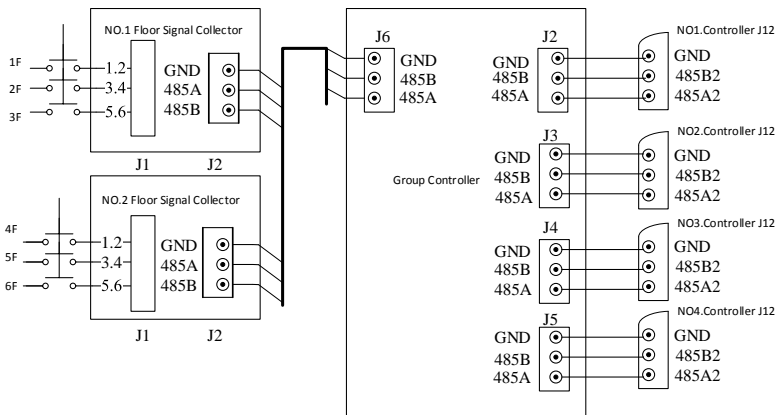 NO.1 Floor Signal Collector
1F
1.2
GND
2F
3.4
485A
3F
5.6
485B
J1
J2
NO.2 Floor Signal Collector
4F
1.2
GND
5F
3.4
485A
6F
5.6
485B
J1
J2
J6
GND
485B
485A
Group Controller
J2
NO1.Controller J12
GND
GND
485B
485B2
485A
485A2
J3
NO2.Controller J12
GND
GND
485B
485B2
485A
485A2
J4
NO3.Controller J12
GND
GND
485B
485B2
485A
485A2
J5
NO4.Controller J12
GND
GND
485B
485B2
485A
485A2